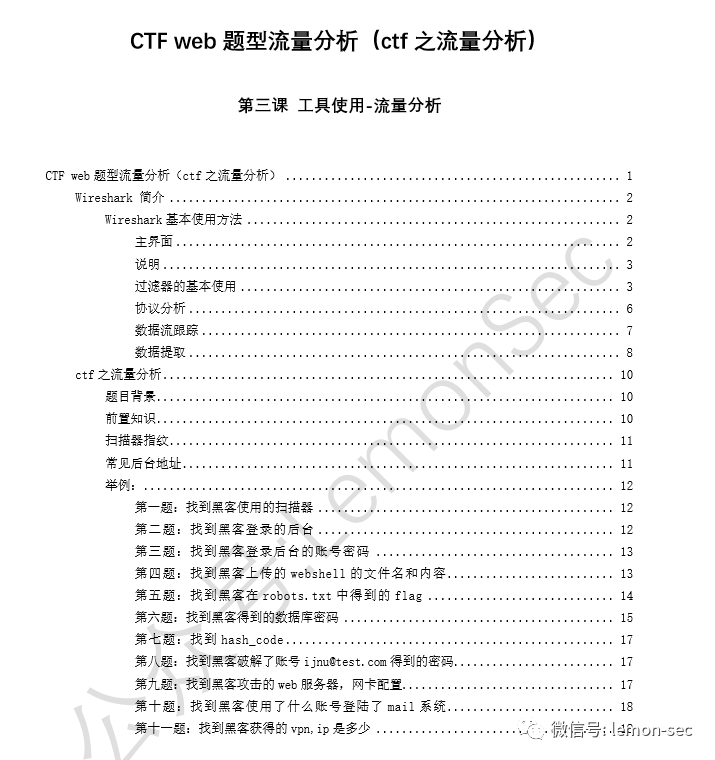 CTF web 题型流量分析（ctf 之流量分析）
第三课 工具使用-流量分析
CTF web 题型流量分析（ctf 之流量分析） ........ 1
Wireshark 简介 ........ 2
Wireshark 基本使用方法 ........ 2
主界面 ........ 2
说明 ........ 3
过滤器的基本使用 ........ 3
协议分析 ........ 6
数据流跟踪 ........ 7
数据提取 ........ 8
ctf 之流量分析 ........ 10
题目背景 ........ 10
前置知识 ........ 10
扫描器指纹 ........ 11
常见后台地址 ........ 11
举例： ........ 12
第一题：找到黑客使用的扫描器 ........ 12
第二题：找到黑客登录的后台 ........ 12
第三题：找到黑客登录后台的账号密码 ........ 13
第四题：找到黑客上传的 webshell 的文件名和内容 ........ 13
第五题：找到黑客在 robots.txt 中得到的 flag ........ 14
第六题：找到黑客得到的数据库密码 ........ 15
第七题：找到 hash_code ........ 17
第八题：找到黑客破解了账号 ijnu@test.com 得到的密码 ........ 17
第九题：找到黑客攻击的 web 服务器，网卡配置 ........ 17
第十题：找到黑客使用了什么账号登陆了 mail 系统 ........ 18
第十一题：找到黑客获得的 vpn,ip 是多少 ........
公众号:LemonSec
微信号: lemon-sec